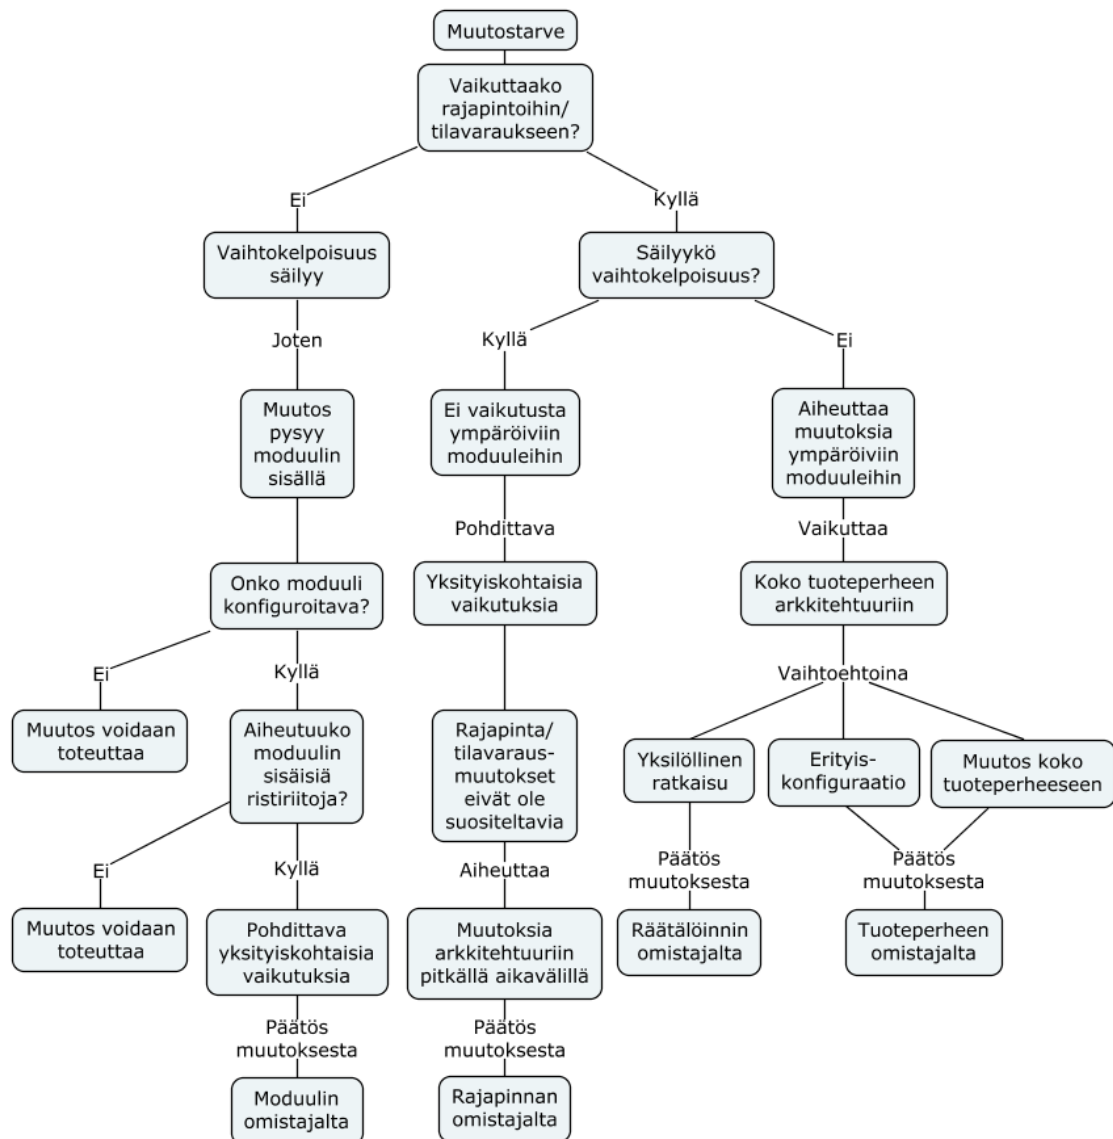 Muutostarve
Vaikuttaako
rajapintoihin/
tilavaraukseen?
Ei
Kyllä
Vaihtokelpoisuus
säilyy
Säilyykö
vaihtokelpoisuus?
Joten
Kyllä
Ei
Muutos
pysyy
moduulin
sisällä
Ei vaikutusta
ympäröiviin
moduuleihin
Aiheuttaa
muutoksia
ympäröiviin
moduuleihin
Pohdittava
Vaikuttaa
Onko moduuli
konfiguroitava?
Yksityiskohtaisia
vaikutuksia
Koko tuoteperheen
arkkitehtuuriin
Ei
Kyllä
Vaihtoehtoina
Muutos voidaan
toteuttaa
Aiheutuuko
moduulin
sisäisiä
ristiriitoja?
Rajapinta/
tilavaraus-
muutokset
eivät ole
suositeltavia
Yksilöllinen
ratkaisu
Erityis-
konfiguraatio
Muutos koko
tuoteperheeseen
Ei
Kyllä
Aiheuttaa
Päätös
muutoksesta
Päätös
muutoksesta
Muutos voidaan
toteuttaa
Pohdittava
yksityiskohtaisia
vaikutuksia
Muutoksia
arkkitehtuuriin
pitkällä aikavälillä
Räätälöinnin
omistajalta
Tuoteperheen
omistajalta
Päätös
muutoksesta
Päätös
muutoksesta
Moduulin
omistajalta
Rajapinnan
omistajalta